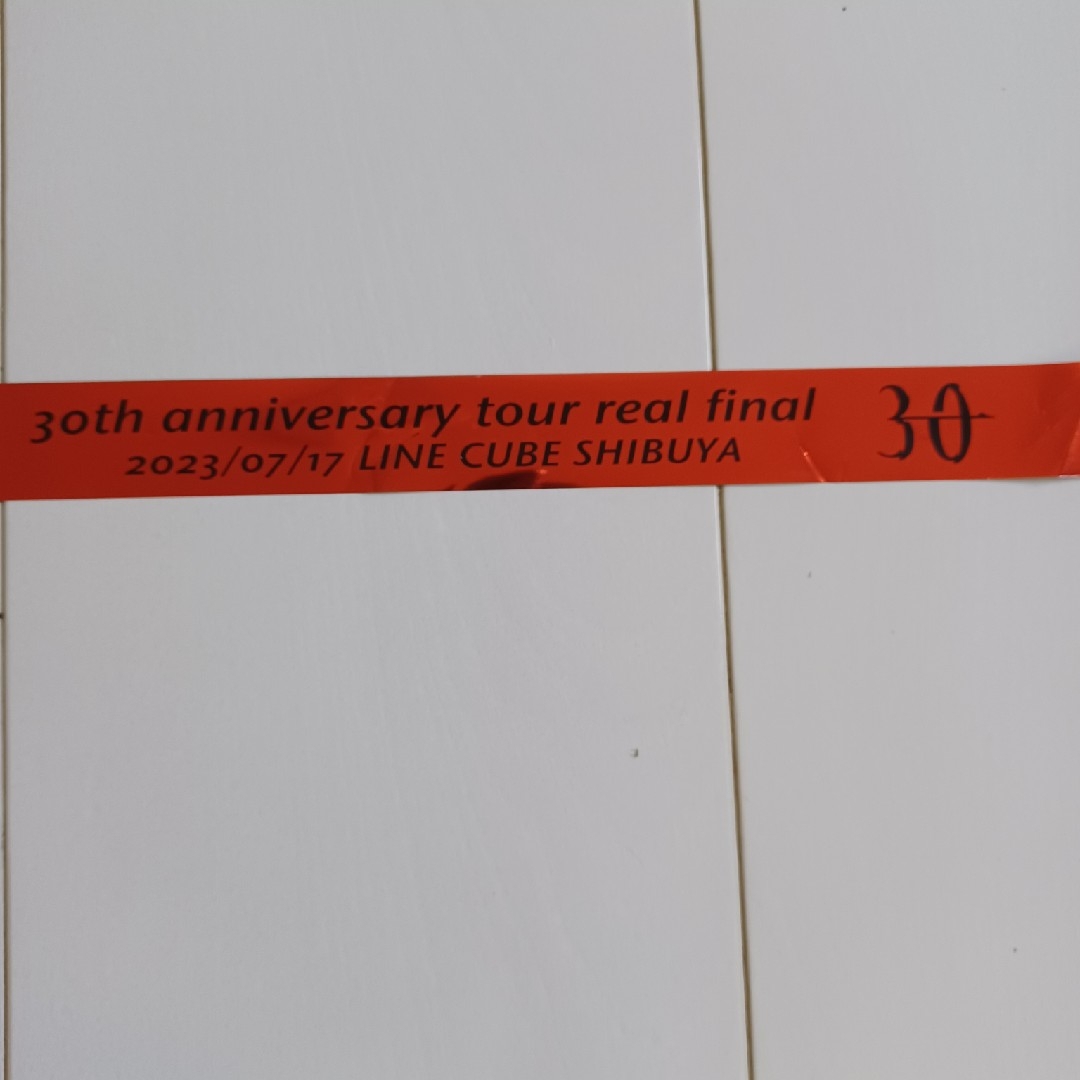 30th anniversary tour real final
2023/07/17 LINE CUBE SHIBUYA
30